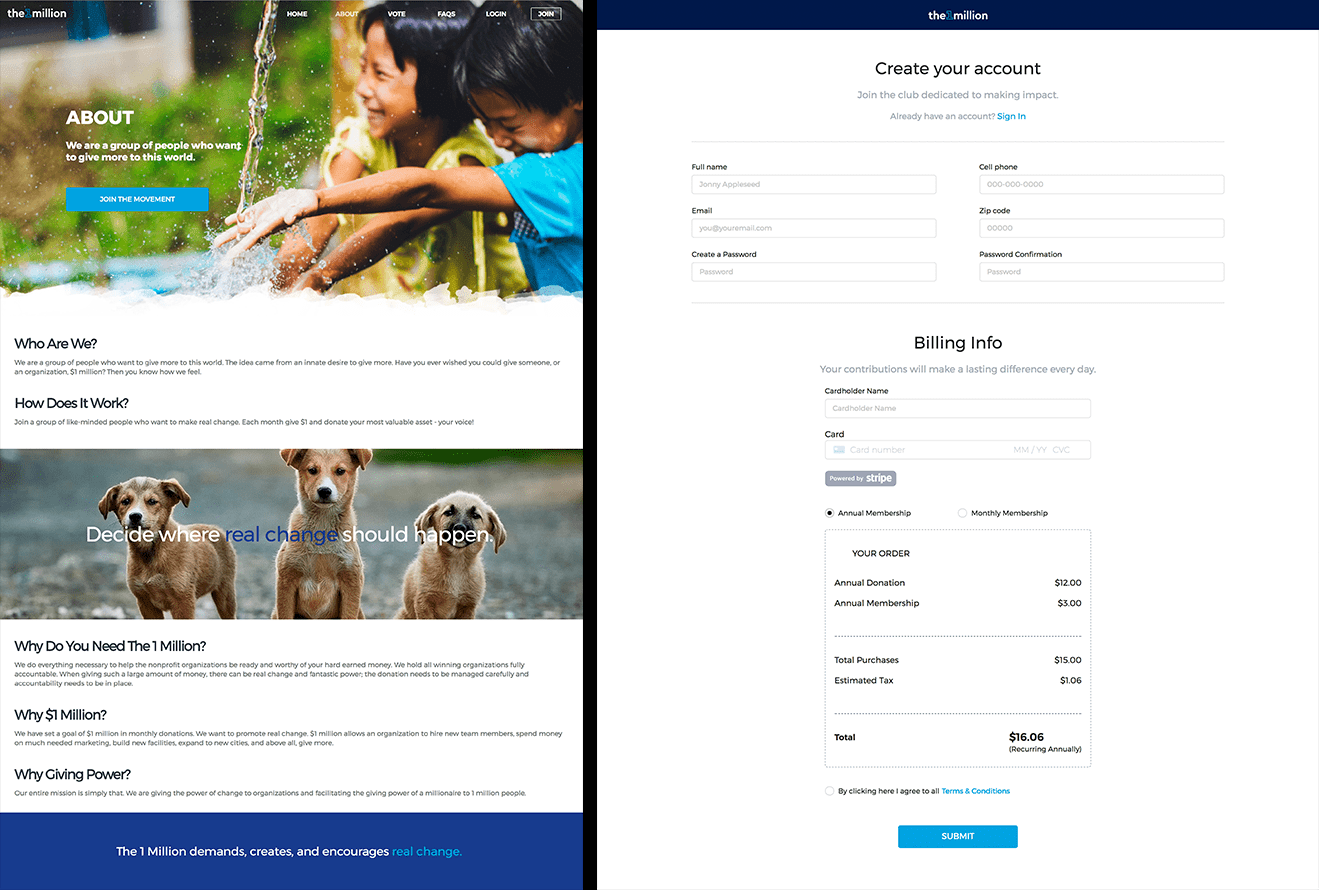 the1million
HOME
ABOUT
VOTE
FAQS
LOGIN
JOIN
ABOUT
We are a group of people who want
to give more to this world.
JOIN THE MOVEMENT
Who Are We?
We are a group of people who want to give more to this world. The idea came from an innate desire to give more. Have you ever wished you could give someone, or
an organization, $1 million? Then you know how we feel.
How Does It Work?
Join a group of like-minded people who want to make real change. Each month give $1 and donate your most valuable asset - your voice!
Decide where real change should happen.
Why Do You Need The 1 Million?
We do everything necessary to help the nonprofit organizations be ready and worthy of your hard earned money. We hold all winning organizations fully
accountable. When giving such a large amount of money, there can be real change and fantastic power; the donation needs to be managed carefully and
accountability needs to be in place.
Why $1 Million?
We have set a goal of $1 million in monthly donations. We want to promote real change. $1 million allows an organization to hire new team members, spend money
on much needed marketing, build new facilities, expand to new cities, and above all, give more.
Why Giving Power?
Our entire mission is simply that. We are giving the power of change to organizations and facilitating the giving power of a millionaire to 1 million people.
The 1 Million demands, creates, and encourages real change.
the1million
Create your account
Join the club dedicated to making impact.
Already have an account? Sign In
Full name
Jonny Appleseed
Cell phone
000-000-0000
Email
you@youremail.com
Zip code
00000
Create a Password
Password
Password Confirmation
Password
Billing Info
Your contributions will make a lasting difference every day.
Cardholder Name
Cardholder Name
Card
Card number MM / YY CVC
Powered by stripe
Annual Membership
Monthly Membership
YOUR ORDER
Annual Donation $12.00
Annual Membership $3.00
Total Purchases $15.00
Estimated Tax $1.06
Total $16.06
(Recurring Annually)
By clicking here I agree to all Terms & Conditions
SUBMIT